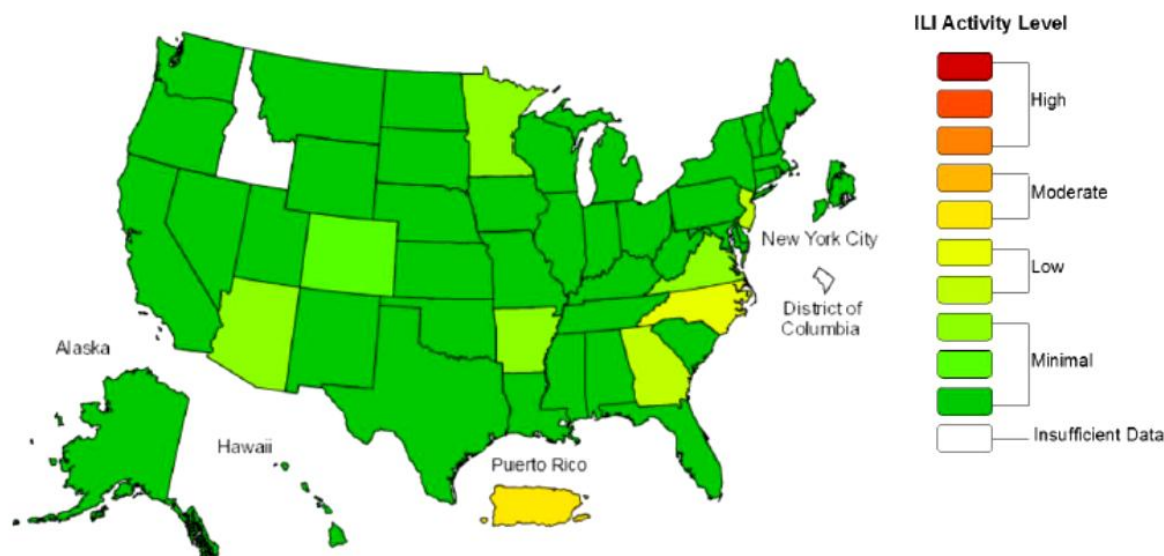 ILI Activity Level
High
Moderate
Low
Minimal
Insufficient Data
New York City
District of
Columbia
Alaska
Hawaii
Puerto Rico